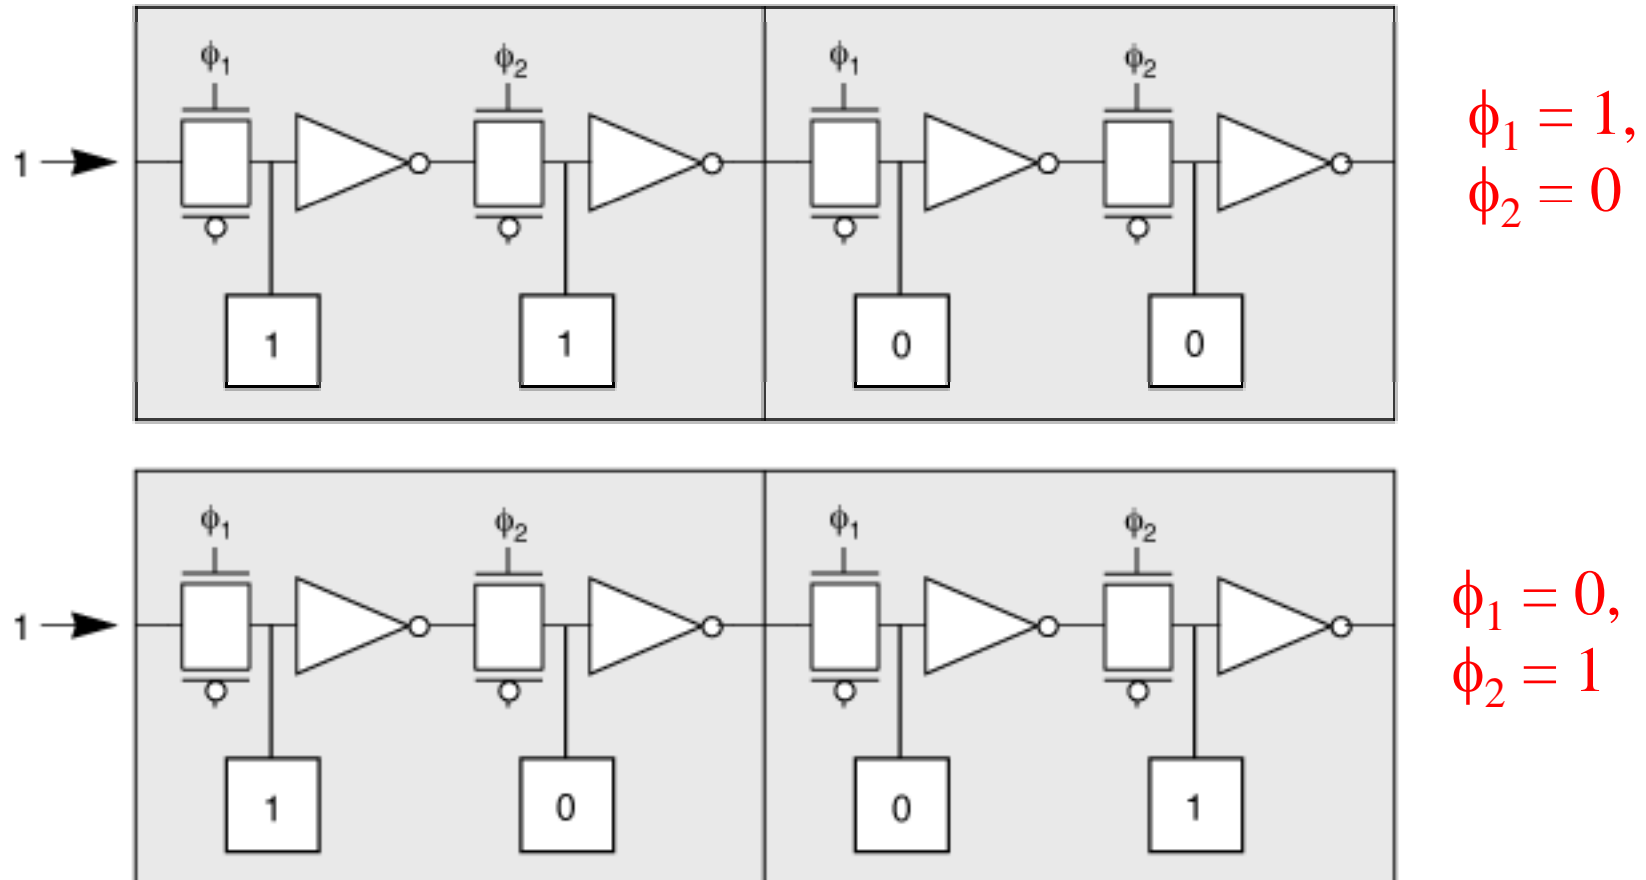 ϕ1 ϕ2 ϕ1 ϕ2
ϕ1 = 1,
ϕ2 = 0
1
1 1 0 0
ϕ1 ϕ2 ϕ1 ϕ2
ϕ1 = 0,
ϕ2 = 1
1
1 0 0 1